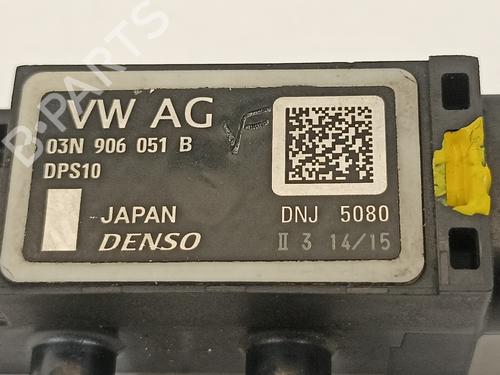 B-PARTS
VW AG
03N 906 051 B
DPS10
JAPAN
DENSO
DNJ 5080
II 3 14/15